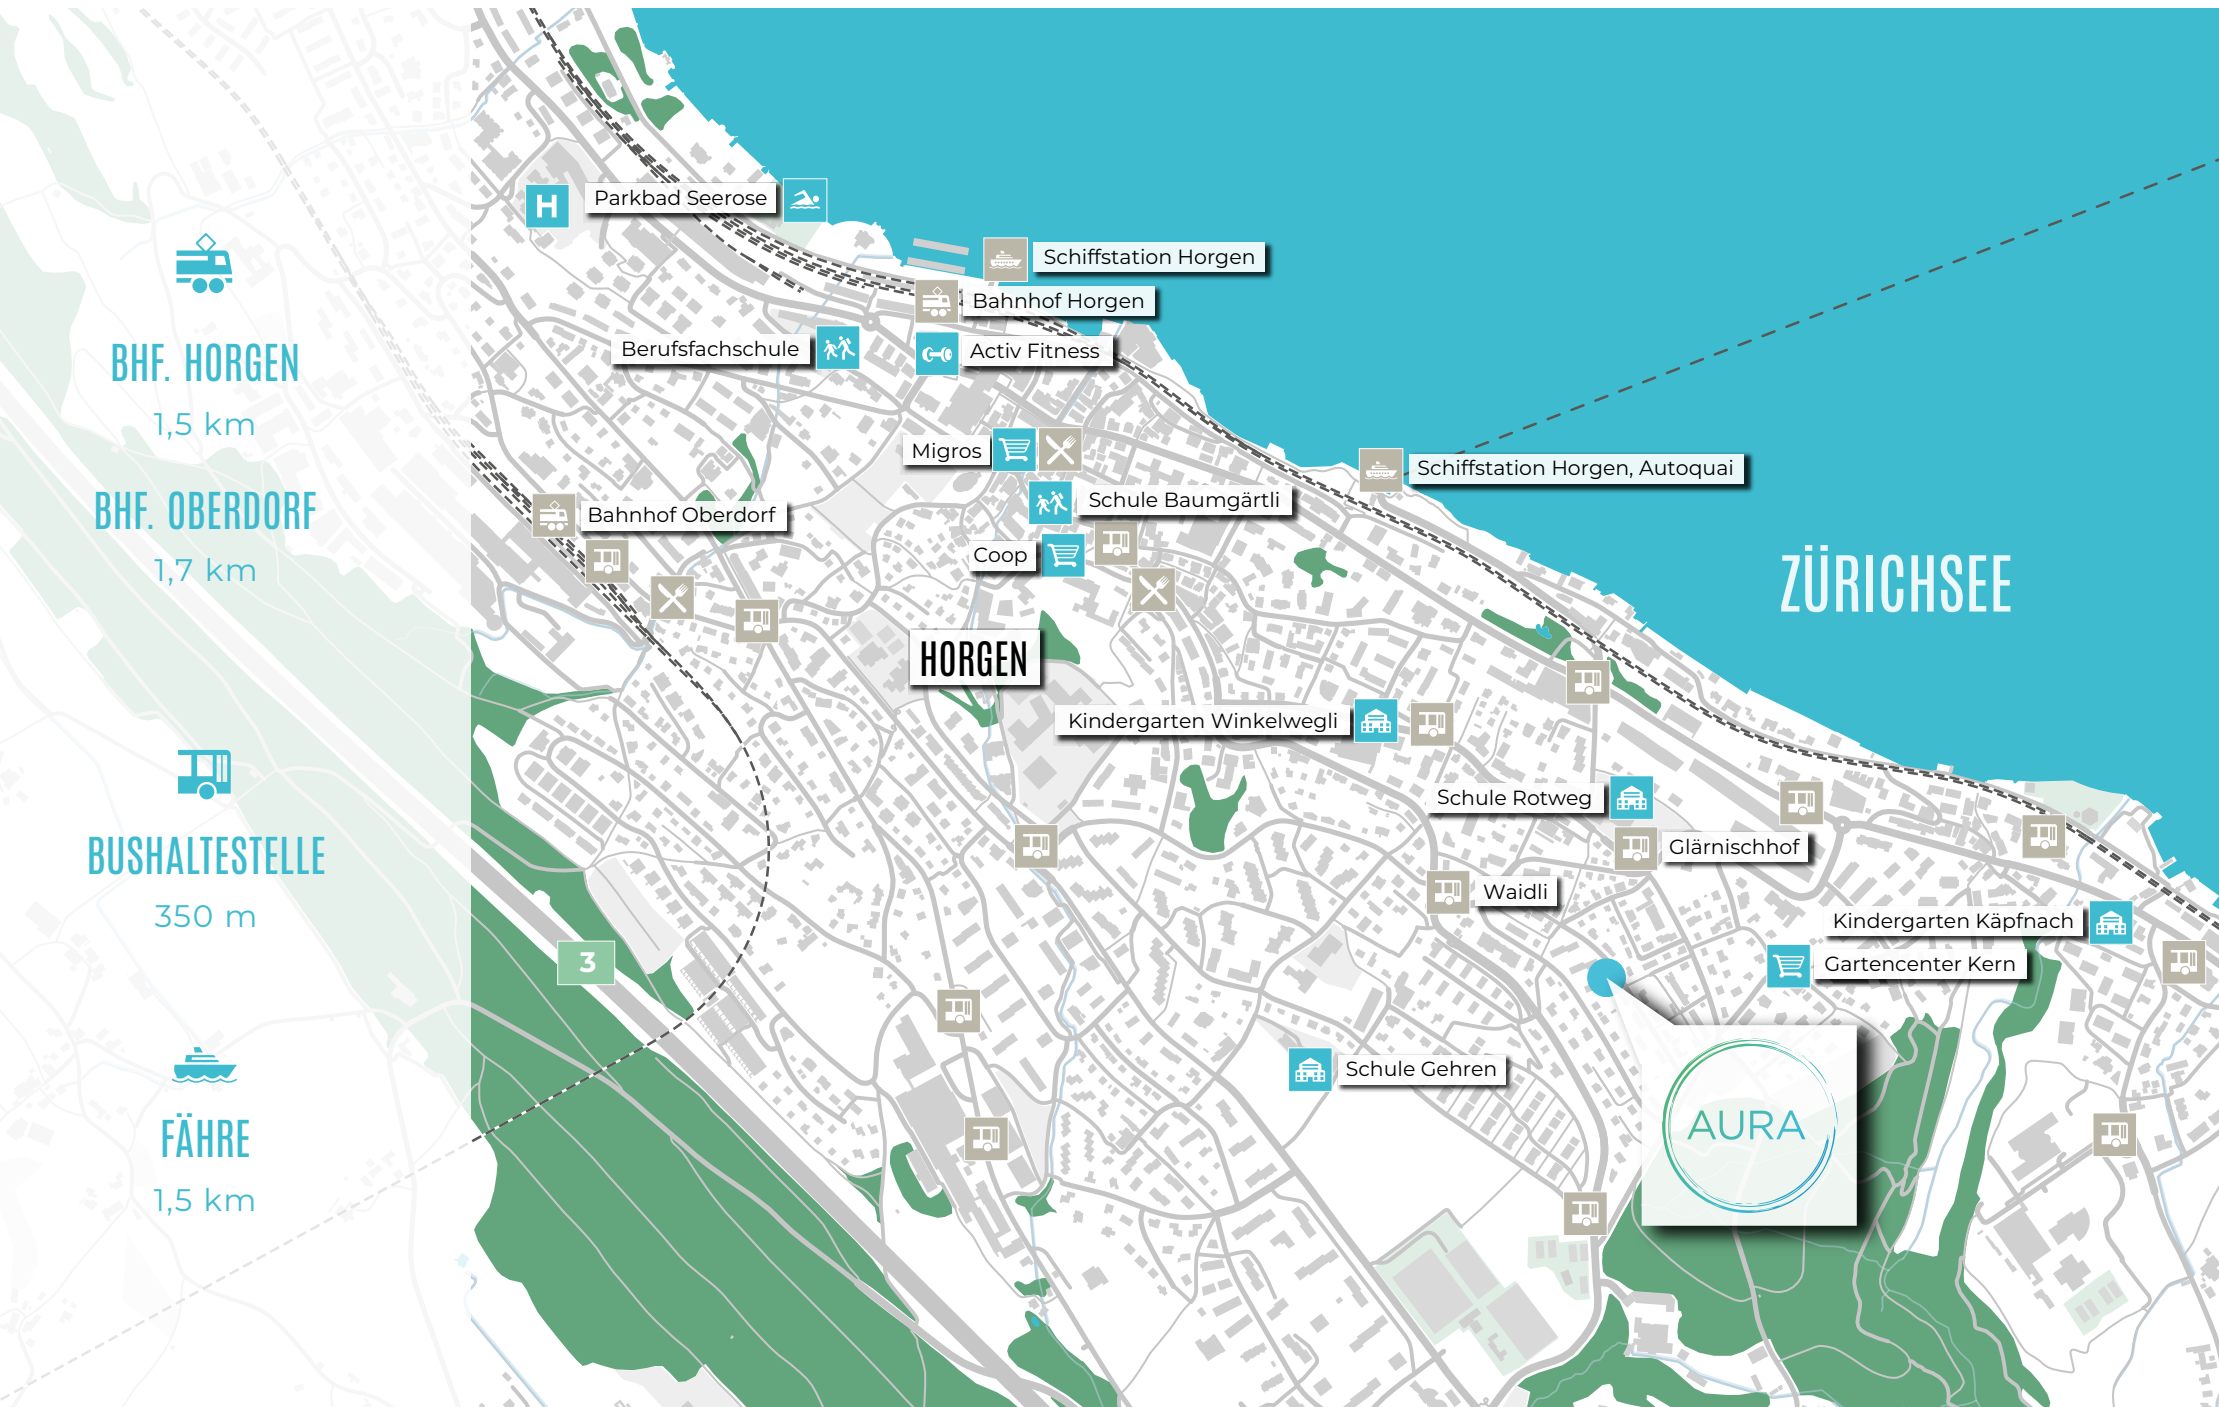 BHF. HORGEN
1,5 km
BHF. OBERDORF
1,7 km
BUSHALTESTELLE
350 m
FÄHRE
1,5 km
H
Parkbad Seerose
Schiffstation Horgen
Bahnhof Horgen
Berufsfachschule
Activ Fitness
Migros
Schiffstation Horgen, Autoquai
Schule Baumgärtli
Bahnhof Oberdorf
Coop
ZÜRICHSEE
HORGEN
Kindergarten Winkelwegli
Schule Rotweg
Glärnischhof
Waidli
Kindergarten Käpfnach
Gartencenter Kern
3
Schule Gehren
AURA